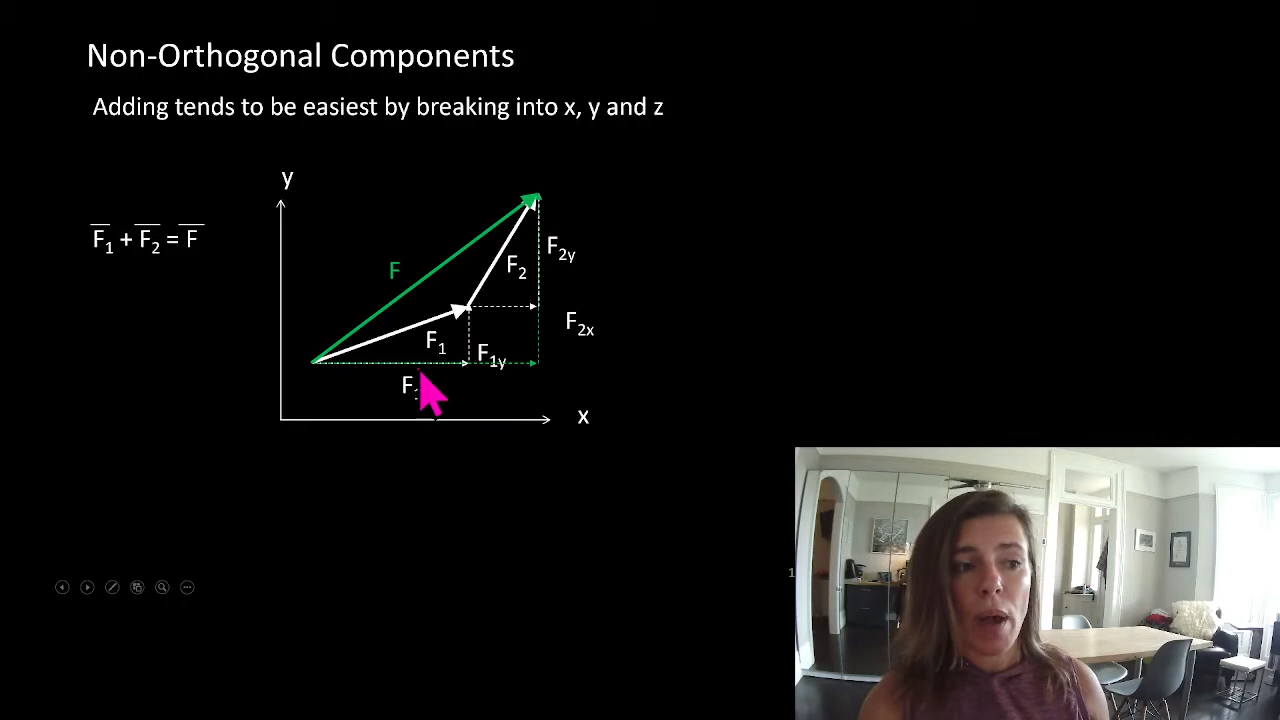 Non-Orthogonal Components
Adding tends to be easiest by breaking into x, y and z
y
F₁ + F₂ = F
F
F₂
F₂y
F₂x
F₁
F₁y
F
x
1